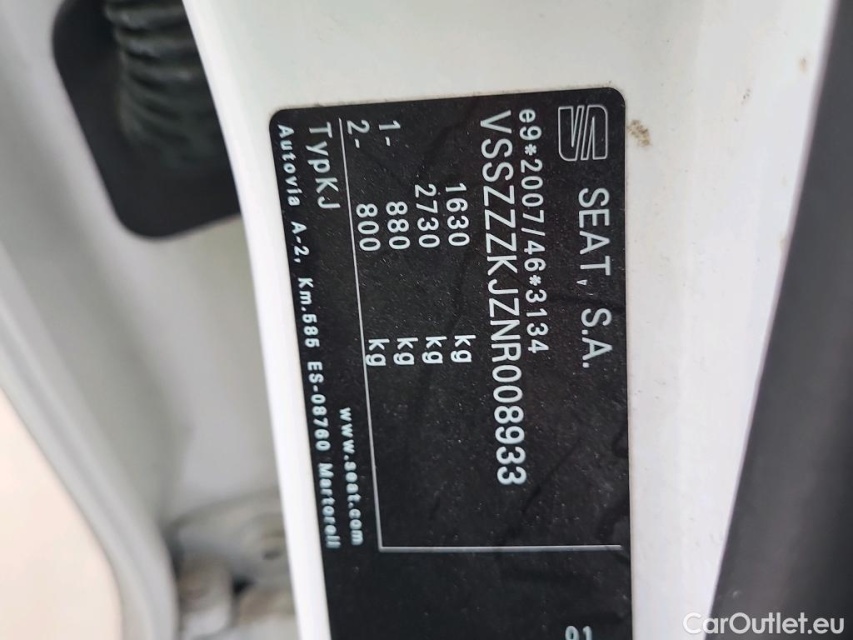 SEAT, S.A.
e9*2007/46*3134
VSSZZZKJZNR008933
1630 kg
2730 kg
1- 880 kg
2- 800 kg
TypKJ
www.seat.com
Autovia A-2, Km.585 ES-08760 Martorell
CarOutlet.eu